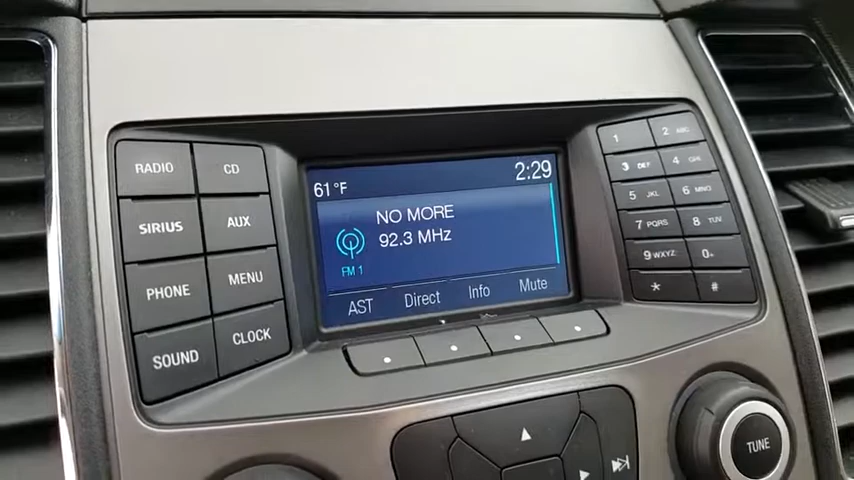 RADIO CD
SIRIUS AUX
PHONE MENU
SOUND CLOCK
61°F 2:29
NO MORE
92.3 MHz
FM 1
AST Direct Info Mute
1 2 ABC
3 DEF 4 GHI
5 JKL 6 MNO
7 PQRS 8 TUV
9 WXYZ 0
* #
TUNE